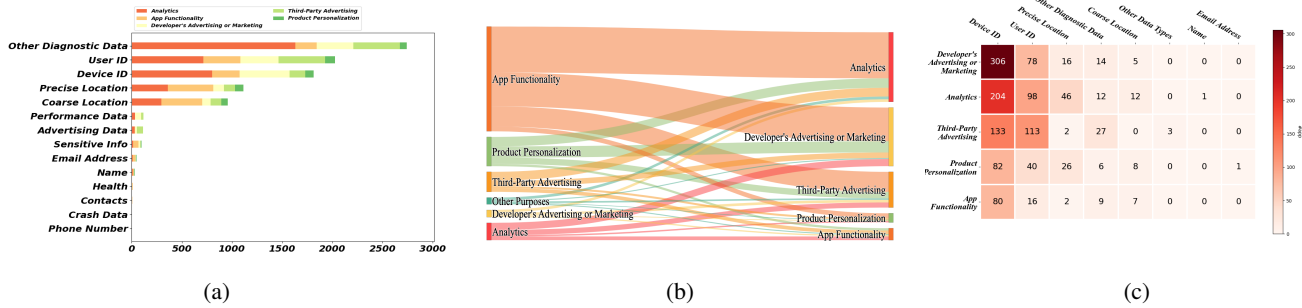 Analytics
App Functionality
Developer's Advertising or Marketing
Third-Party Advertising
Product Personalization
Other Diagnostic Data
User ID
Device ID
Precise Location
Coarse Location
Performance Data
Advertising Data
Sensitive Info
Email Address
Name
Health
Contacts
Crash Data
Phone Number
0 500 1000 1500 2000 2500 3000
(a)
App Functionality
Product Personalization
Third-Party Advertising
Other Purposes
Developer's Advertising or Marketing
Analytics
Analytics
Developer's Advertising or Marketing
Third-Party Advertising
Product Personalization
App Functionality
(b)
Device ID
User ID
Precise Location
Other Diagnostic Data
Coarse Location
Other Data Types
Name
Email Address
Developer's
Advertising or
Marketing
306 78 16 14 5 0 0 0
Analytics
204 98 46 12 12 0 1 0
Third-Party
Advertising
133 113 2 27 0 3 0 0
Product
Personalization
82 40 26 6 8 0 0 1
App
Functionality
80 16 2 9 7 0 0 0
300
250
200
150
100
50
0
(c)